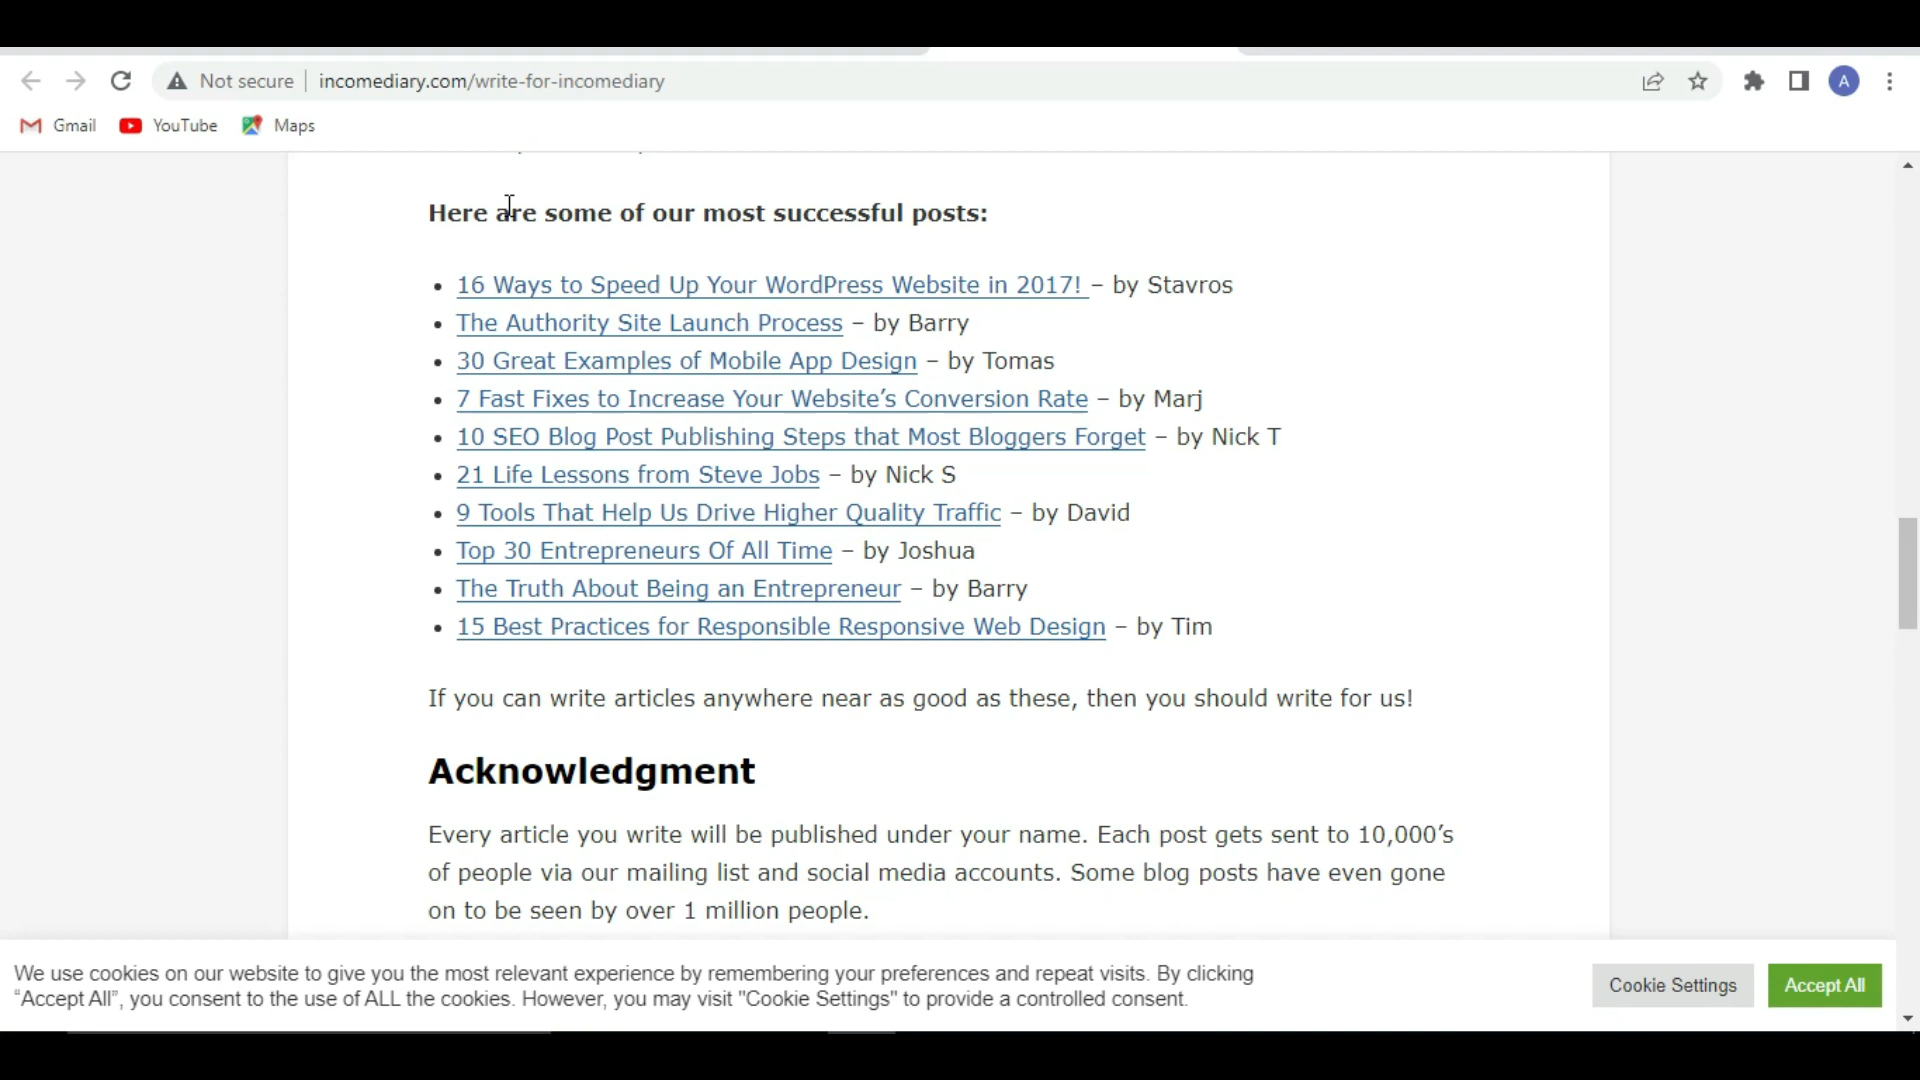 Not secure incomediary.com/write-for-incomediary A
Gmail YouTube Maps
Here are some of our most successful posts:
• 16 Ways to Speed Up Your WordPress Website in 2017! – by Stavros
• The Authority Site Launch Process – by Barry
• 30 Great Examples of Mobile App Design – by Tomas
• 7 Fast Fixes to Increase Your Website’s Conversion Rate – by Marj
• 10 SEO Blog Post Publishing Steps that Most Bloggers Forget – by Nick T
• 21 Life Lessons from Steve Jobs – by Nick S
• 9 Tools That Help Us Drive Higher Quality Traffic – by David
• Top 30 Entrepreneurs Of All Time – by Joshua
• The Truth About Being an Entrepreneur – by Barry
• 15 Best Practices for Responsible Responsive Web Design – by Tim
If you can write articles anywhere near as good as these, then you should write for us!
Acknowledgment
Every article you write will be published under your name. Each post gets sent to 10,000’s
of people via our mailing list and social media accounts. Some blog posts have even gone
on to be seen by over 1 million people.
We use cookies on our website to give you the most relevant experience by remembering your preferences and repeat visits. By clicking
“Accept All”, you consent to the use of ALL the cookies. However, you may visit "Cookie Settings" to provide a controlled consent.
Cookie Settings
Accept All